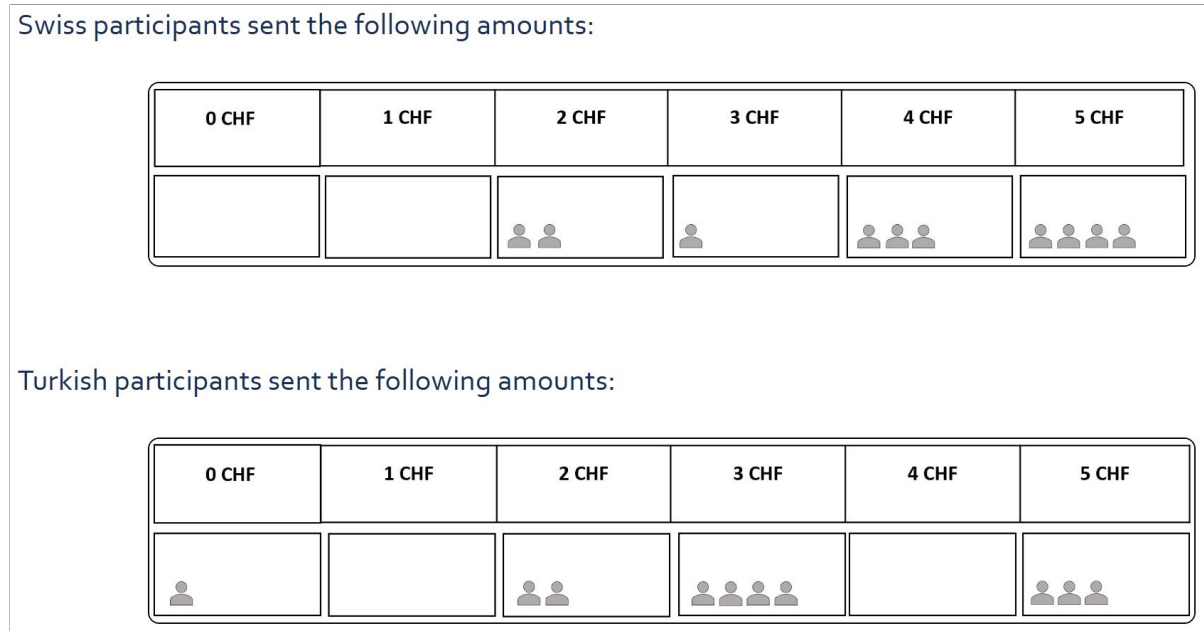 Swiss participants sent the following amounts:
0 CHF 1 CHF 2 CHF 3 CHF 4 CHF 5 CHF
Turkish participants sent the following amounts:
0 CHF 1 CHF 2 CHF 3 CHF 4 CHF 5 CHF